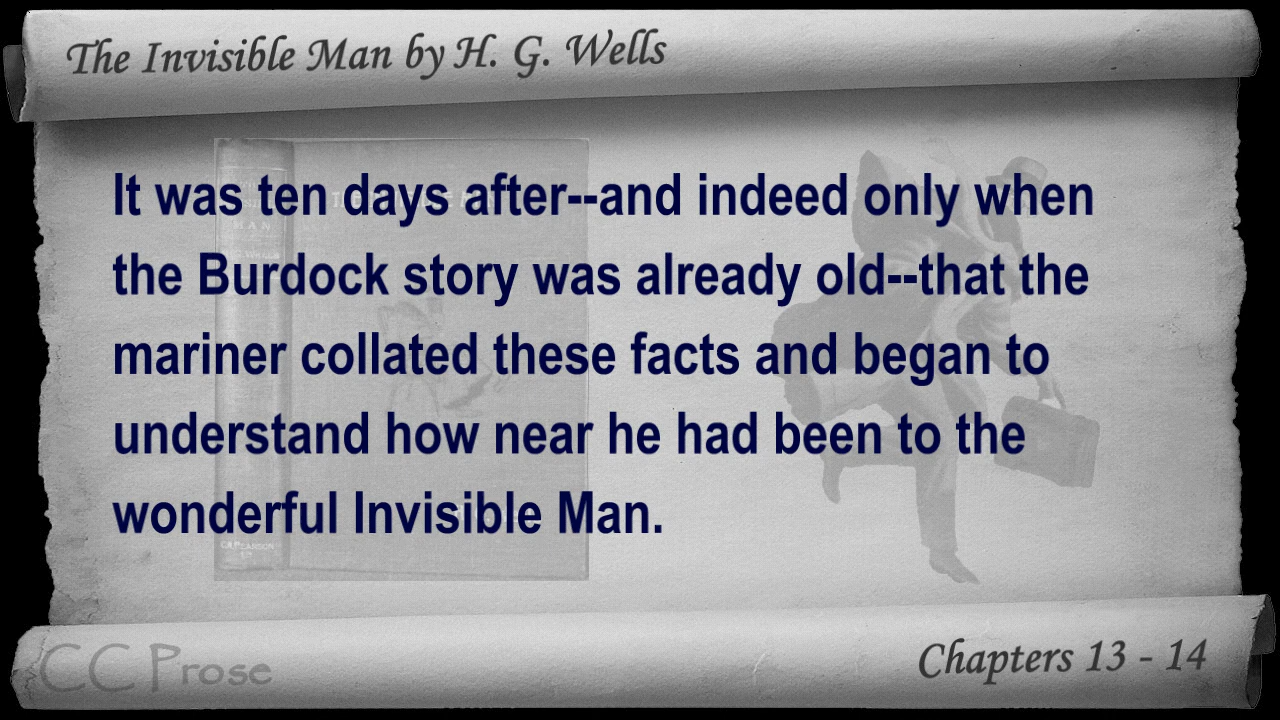 The Invisible Man by H. G. Wells
It was ten days after--and indeed only when
the Burdock story was already old--that the
mariner collated these facts and began to
understand how near he had been to the
wonderful Invisible Man.
CC Prose
Chapters 13 - 14